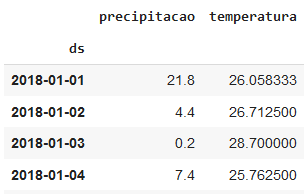 precipitacao temperatura
ds
2018-01-01 21.8 26.058333
2018-01-02 4.4 26.712500
2018-01-03 0.2 28.700000
2018-01-04 7.4 25.762500